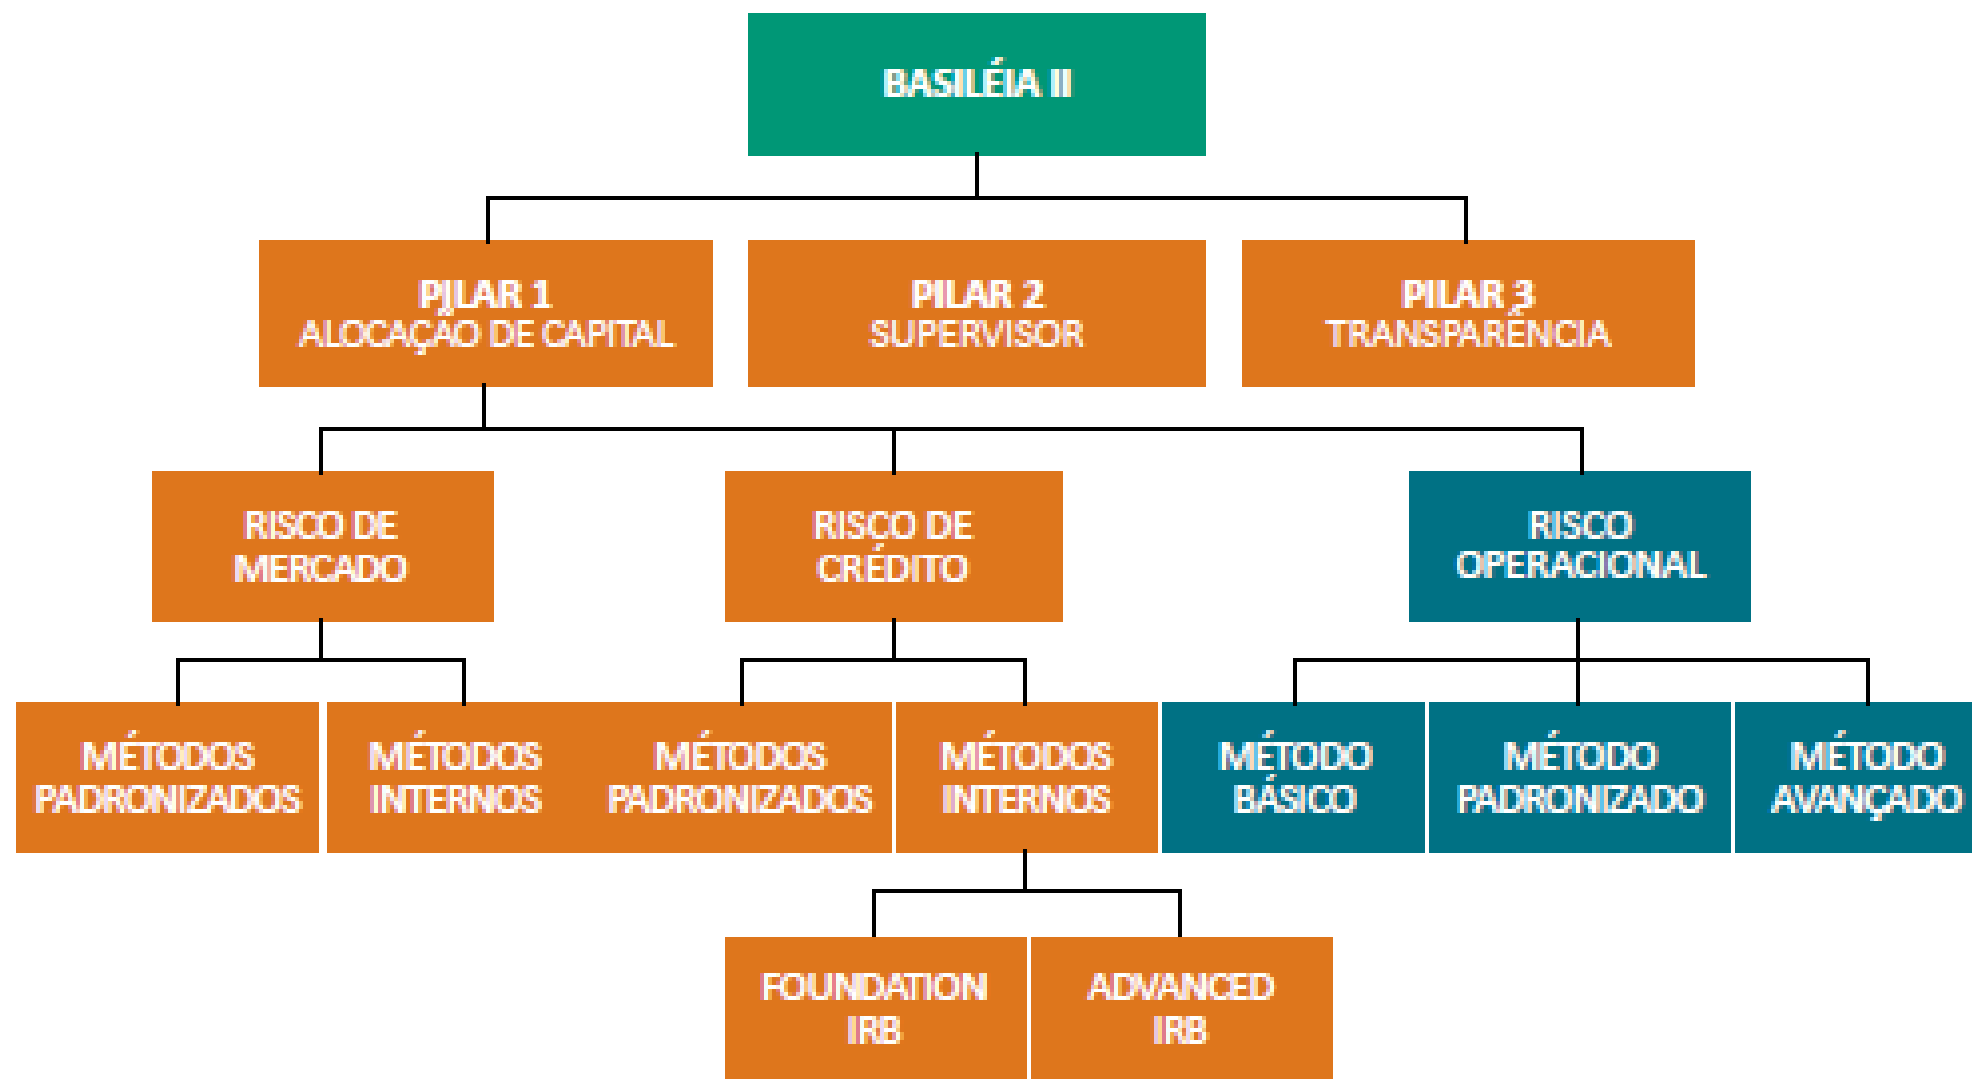 BASILÉIA II
PILAR 1
ALOCAÇÃO DE CAPITAL
PILAR 2
SUPERVISOR
PILAR 3
TRANSPARÊNCIA
RISCO DE
MERCADO
RISCO DE
CRÉDITO
RISCO
OPERACIONAL
MÉTODOS
PADRONIZADOS
MÉTODOS
INTERNOS
MÉTODOS
PADRONIZADOS
MÉTODOS
INTERNOS
MÉTODO
BÁSICO
MÉTODO
PADRONIZADO
MÉTODO
AVANÇADO
FOUNDATION
IRB
ADVANCED
IRB